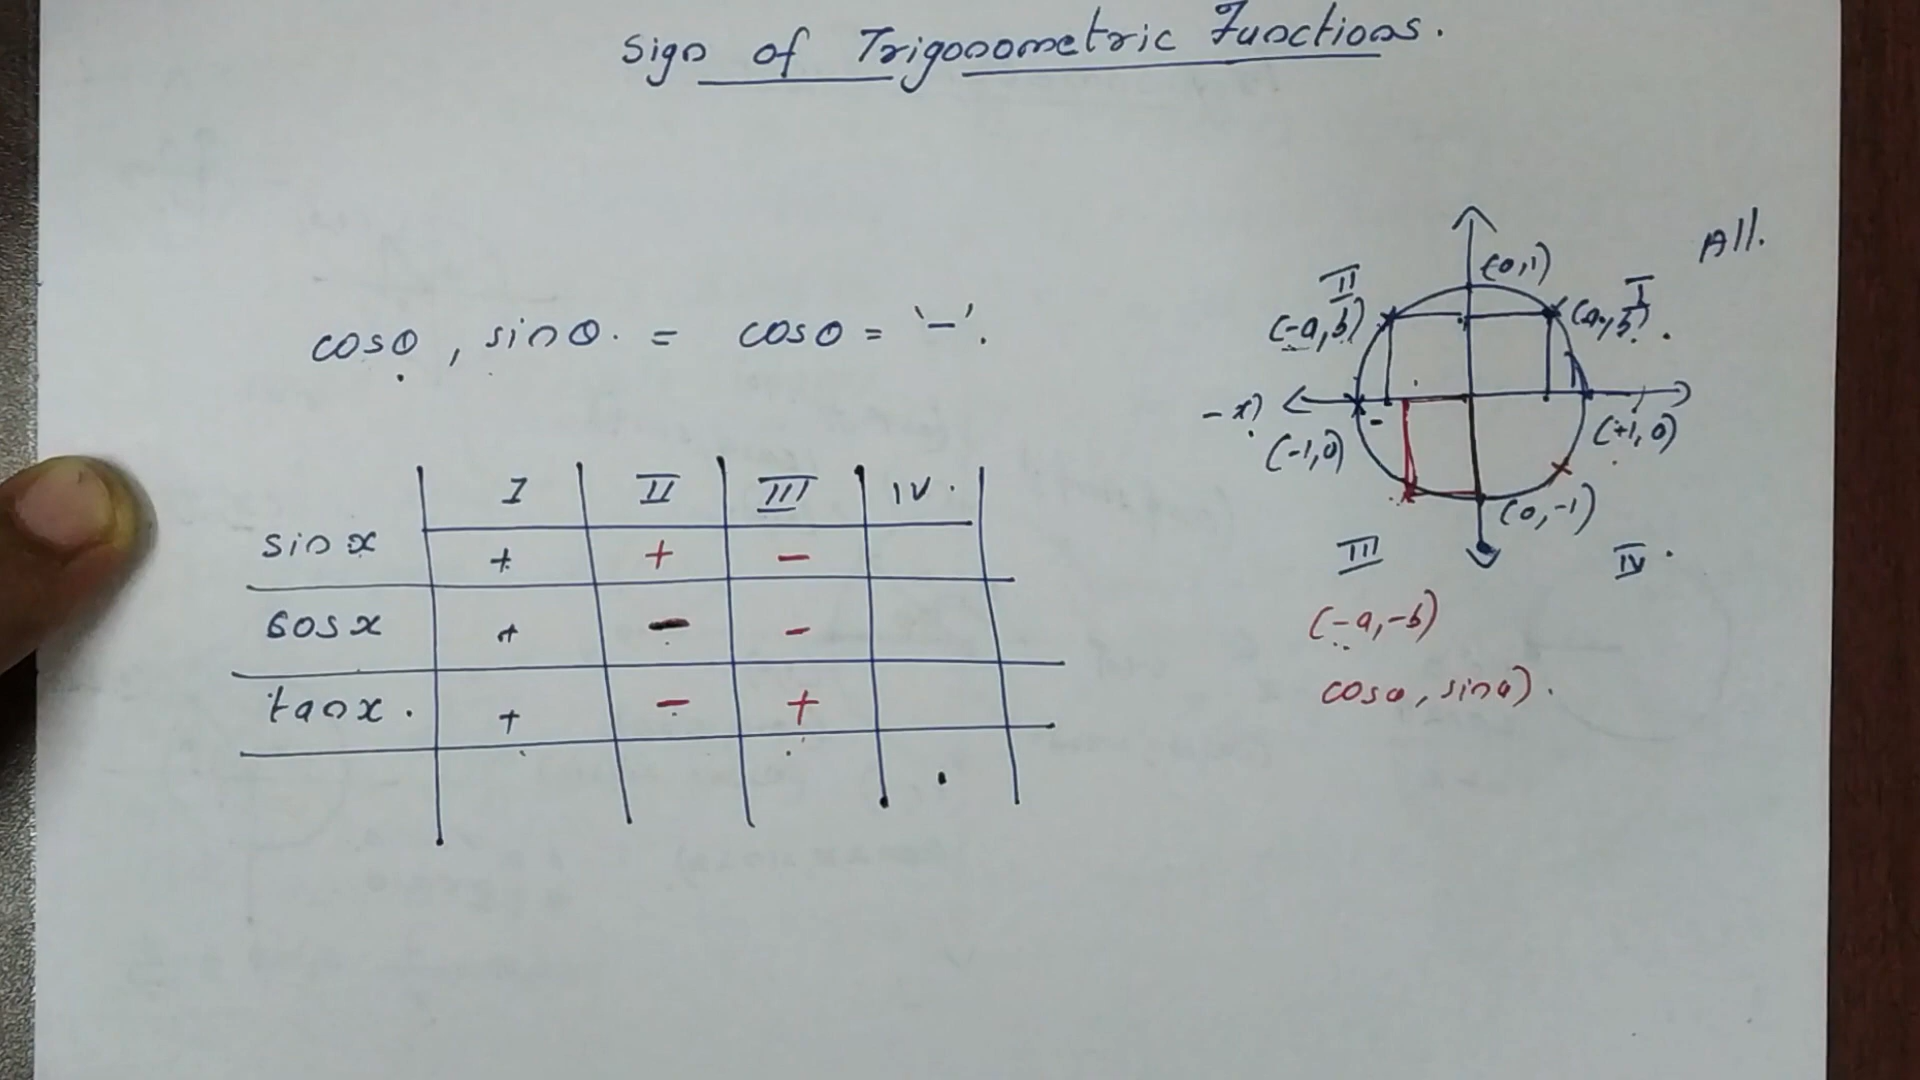 Sign of Trigonometric Functions.
All.
(0,1)
II
I
(-a,b)
(a,b).
cosθ, sinθ. = cosθ = '-'.
-x)
(-1,0)
(+1,0)
(0,-1)
I II III IV.
sin x + + -
cos x + - -
tan x. + - +
III
IV.
(-a,-b)
cosθ, sinθ).